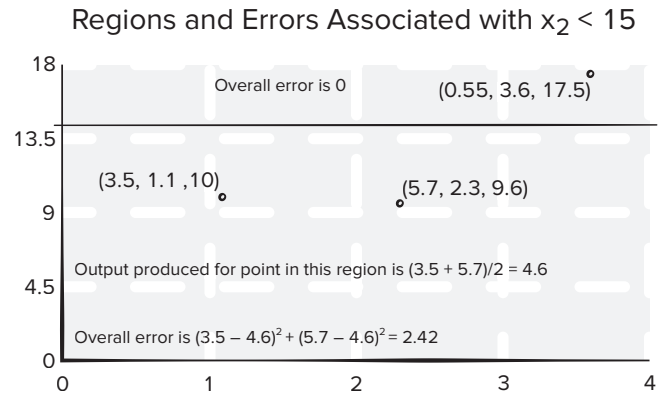 Regions and Errors Associated with x₂ < 15
18
Overall error is 0
(0.55, 3.6, 17.5)
13.5
(3.5, 1.1 ,10)
(5.7, 2.3, 9.6)
9
Output produced for point in this region is (3.5 + 5.7)/2 = 4.6
4.5
Overall error is (3.5 – 4.6)² + (5.7 – 4.6)² = 2.42
0
0 1 2 3 4